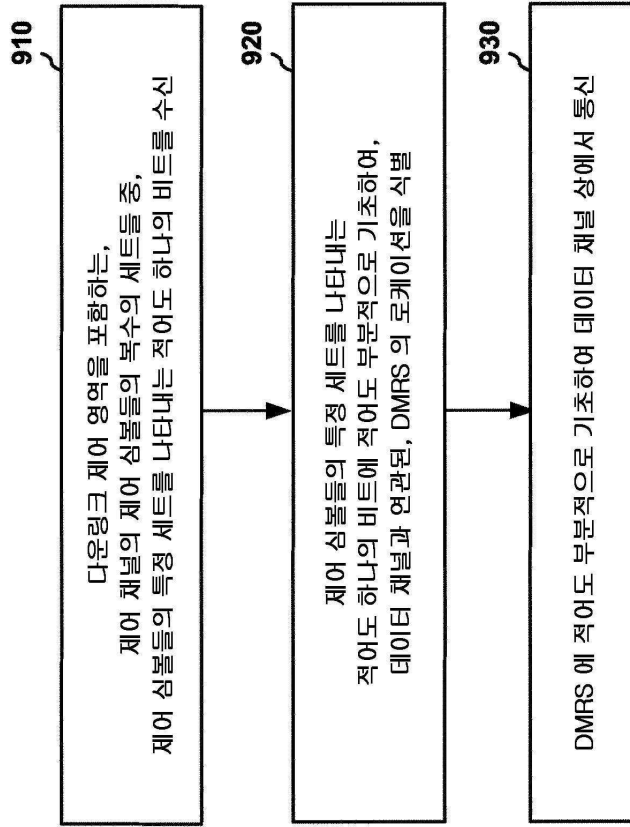 910
다운링크 제어 영역을 포함하는,
제어 채널의 제어 심볼들의 복수의 세트들 중,
제어 심볼들의 특정 세트를 나타내는 적어도 하나의 비트를 수신
920
제어 심볼들의 특정 세트를 나타내는
적어도 하나의 비트에 적어도 부분적으로 기초하여,
데이터 채널과 연관된, DMRS 의 로케이션을 식별
930
DMRS 에 적어도 부분적으로 기초하여 데이터 채널 상에서 통신